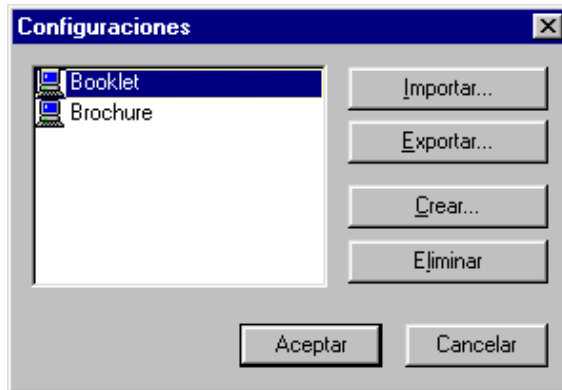 Configuraciones
Booklet
Brochure
Importar...
Exportar...
Crear...
Eliminar
Aceptar
Cancelar